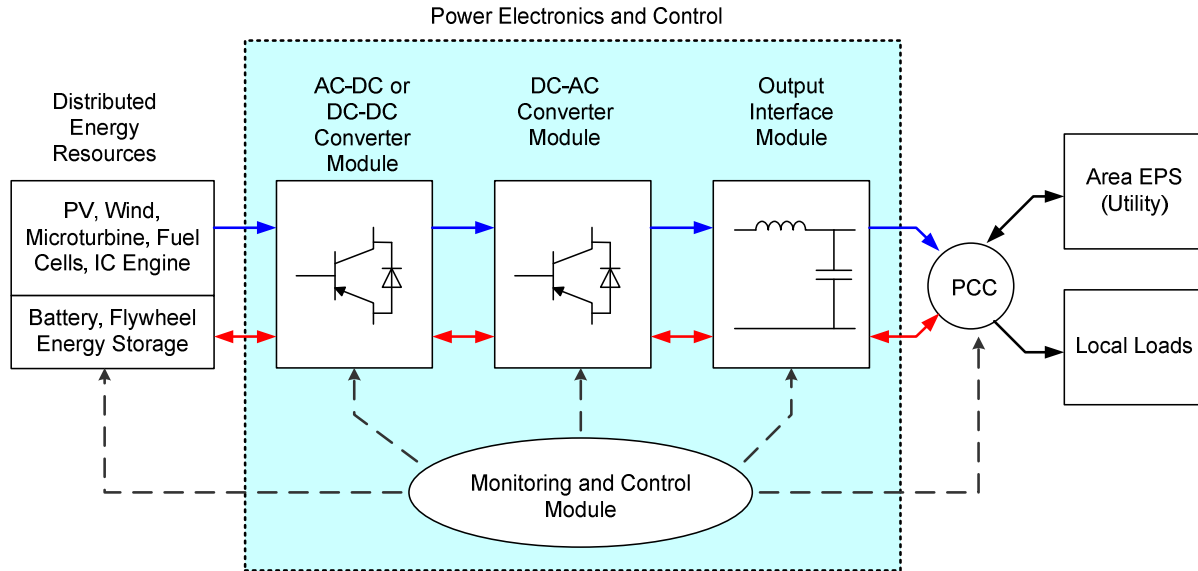 Power Electronics and Control
Distributed
Energy
Resources
AC-DC or
DC-DC
Converter
Module
DC-AC
Converter
Module
Output
Interface
Module
PV, Wind,
Microturbine, Fuel
Cells, IC Engine
Battery, Flywheel
Energy Storage
PCC
Area EPS
(Utility)
Local Loads
Monitoring and Control
Module